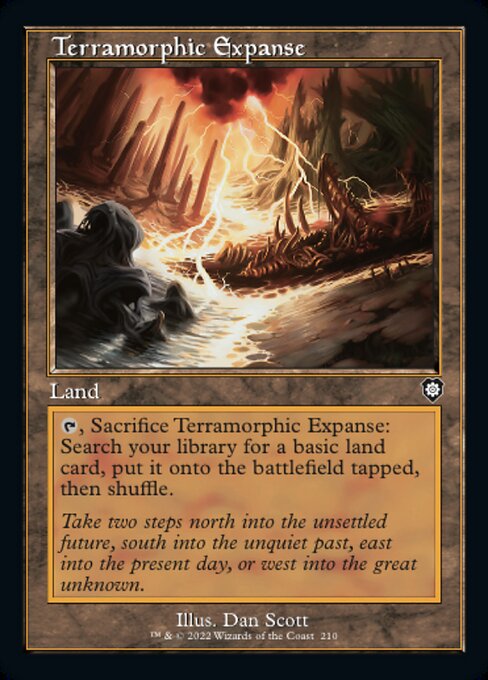 Terramorphic Expanse
Land
, Sacrifice Terramorphic Expanse:
Search your library for a basic land
card, put it onto the battlefield tapped,
then shuffle.
Take two steps north into the unsettled
future, south into the unquiet past, east
into the present day, or west into the great
unknown.
Illus. Dan Scott
™ & © 2022 Wizards of the Coast 210